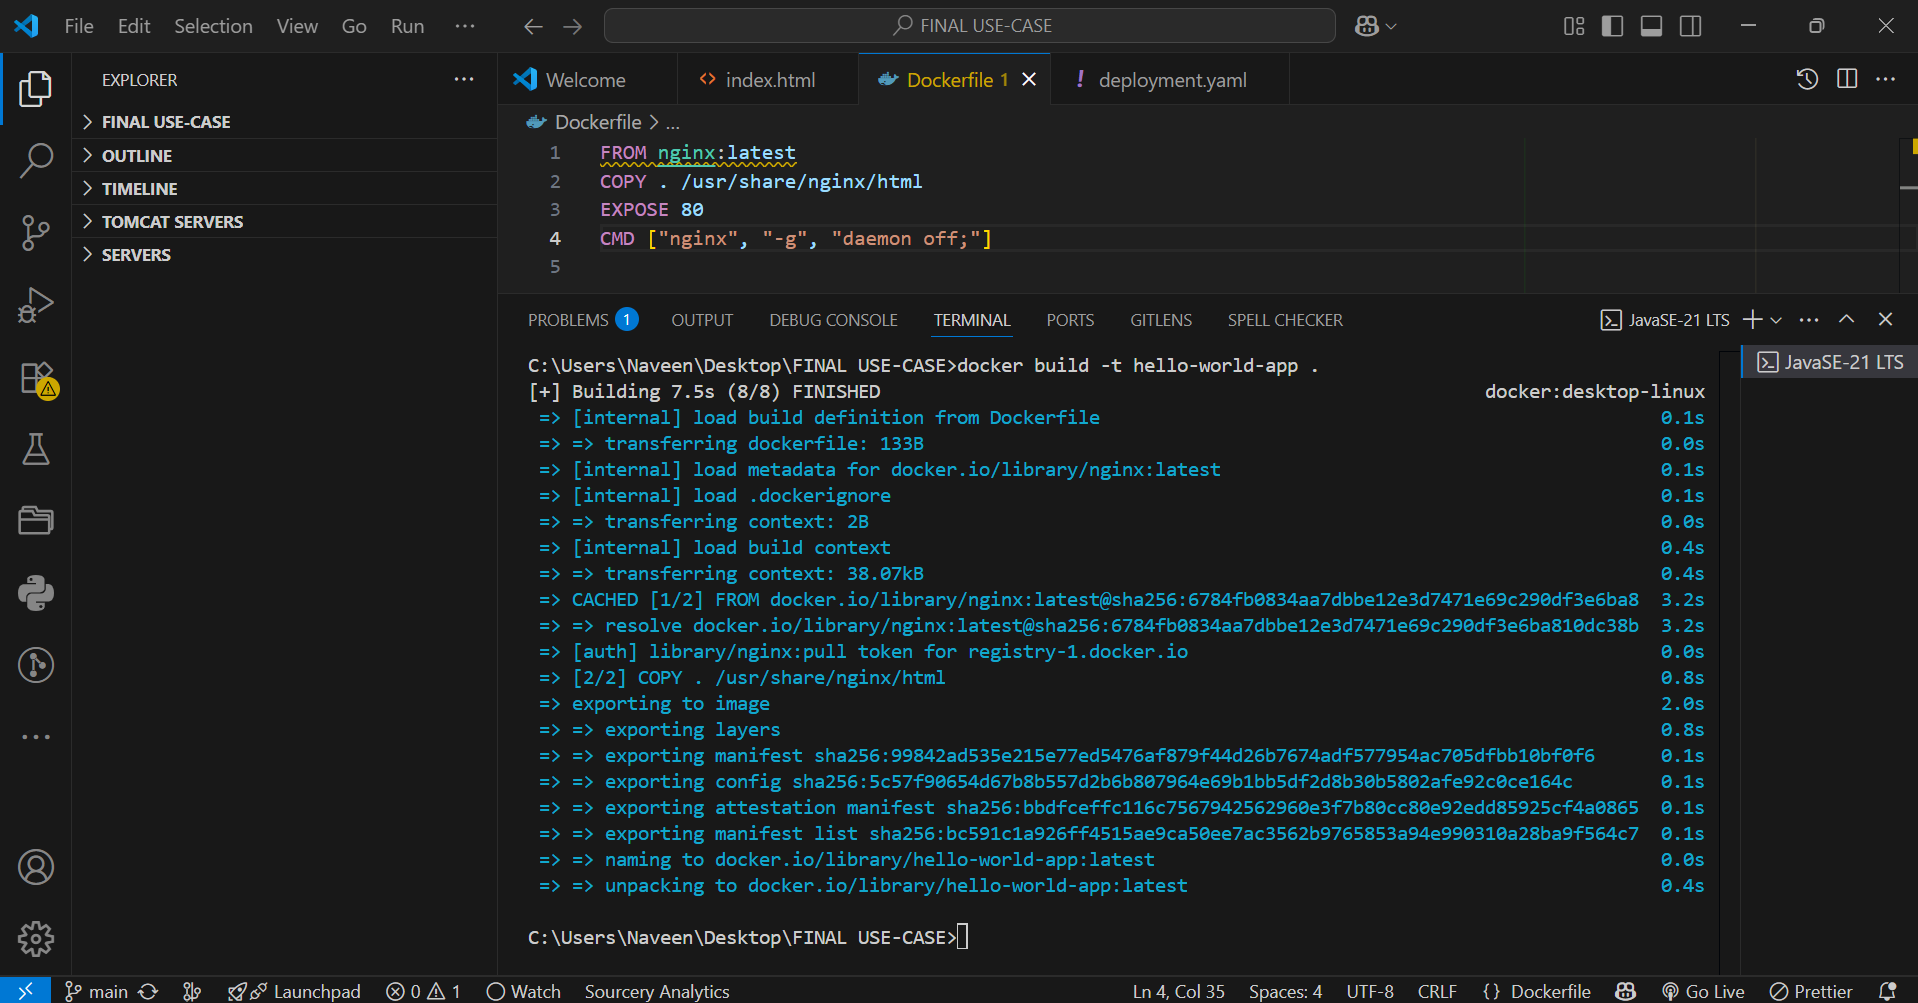 File Edit Selection View Go Run ··· FINAL USE-CASE
EXPLORER ···
FINAL USE-CASE
OUTLINE
TIMELINE
TOMCAT SERVERS
SERVERS
Welcome index.html Dockerfile 1 deployment.yaml
Dockerfile > ...
1 FROM nginx:latest
2 COPY . /usr/share/nginx/html
3 EXPOSE 80
4 CMD ["nginx", "-g", "daemon off;"]
5
PROBLEMS 1 OUTPUT DEBUG CONSOLE TERMINAL PORTS GITLENS SPELL CHECKER JavaSE-21 LTS
JavaSE-21 LTS
C:\Users\Naveen\Desktop\FINAL USE-CASE>docker build -t hello-world-app .
[+] Building 7.5s (8/8) FINISHED docker:desktop-linux
=> [internal] load build definition from Dockerfile 0.1s
=> => transferring dockerfile: 133B 0.0s
=> [internal] load metadata for docker.io/library/nginx:latest 0.1s
=> [internal] load .dockerignore 0.1s
=> => transferring context: 2B 0.0s
=> [internal] load build context 0.4s
=> => transferring context: 38.07kB 0.4s
=> CACHED [1/2] FROM docker.io/library/nginx:latest@sha256:6784fb0834aa7dbbe12e3d7471e69c290df3e6ba8 3.2s
=> => resolve docker.io/library/nginx:latest@sha256:6784fb0834aa7dbbe12e3d7471e69c290df3e6ba810dc38b 3.2s
=> [auth] library/nginx:pull token for registry-1.docker.io 0.0s
=> [2/2] COPY . /usr/share/nginx/html 0.8s
=> exporting to image 2.0s
=> => exporting layers 0.8s
=> => exporting manifest sha256:99842ad535e215e77ed5476af879f44d26b7674adf577954ac705dfbb10bf0f6 0.1s
=> => exporting config sha256:5c57f90654d67b8b557d2b6b807964e69b1bb5df2d8b30b5802afe92c0ce164c 0.1s
=> => exporting attestation manifest sha256:bbdfceffc116c7567942562960e3f7b80cc80e92edd85925cf4a0865 0.1s
=> => exporting manifest list sha256:bc591c1a926ff4515ae9ca50ee7ac3562b9765853a94e990310a28ba9f564c7 0.1s
=> => naming to docker.io/library/hello-world-app:latest 0.0s
=> => unpacking to docker.io/library/hello-world-app:latest 0.4s
C:\Users\Naveen\Desktop\FINAL USE-CASE>
main Launchpad 0 1 Watch Sourcery Analytics Ln 4, Col 35 Spaces: 4 UTF-8 CRLF {} Dockerfile Go Live Prettier